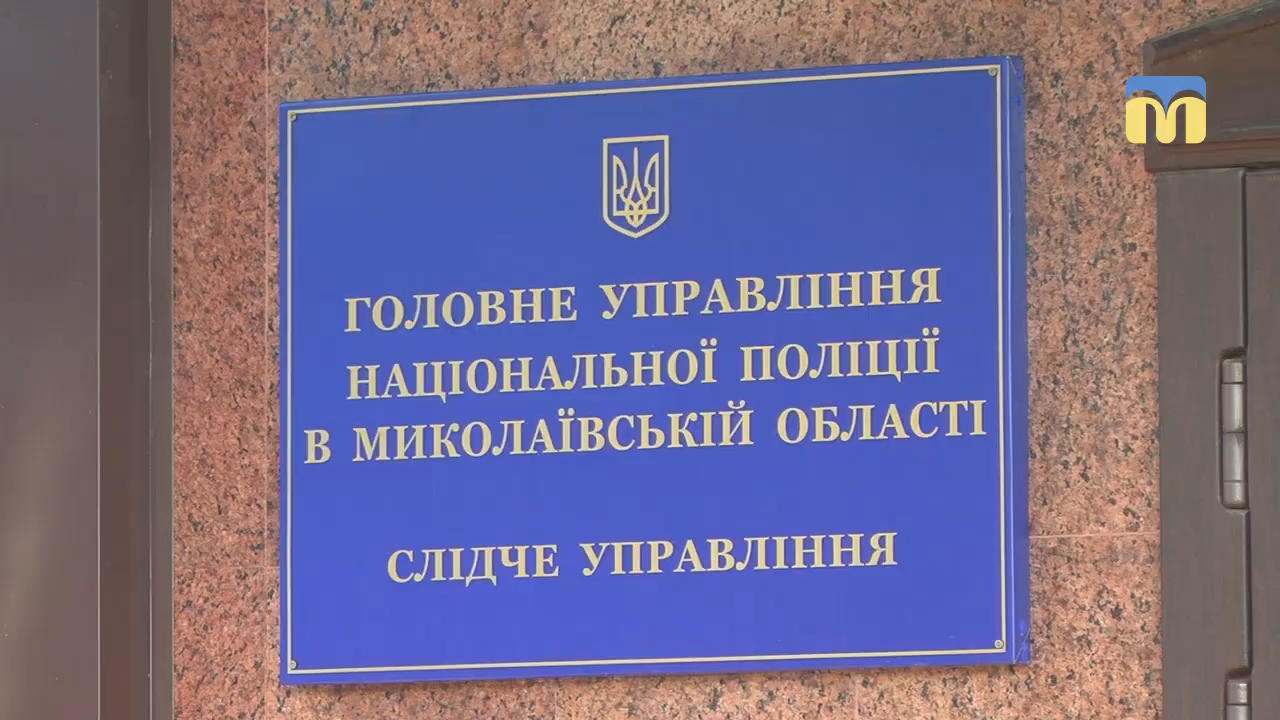 ГОЛОВНЕ УПРАВЛІННЯ
НАЦІОНАЛЬНОЇ ПОЛІЦІЇ
В МИКОЛАЇВСЬКІЙ ОБЛАСТІ
СЛІДЧЕ УПРАВЛІННЯ
M